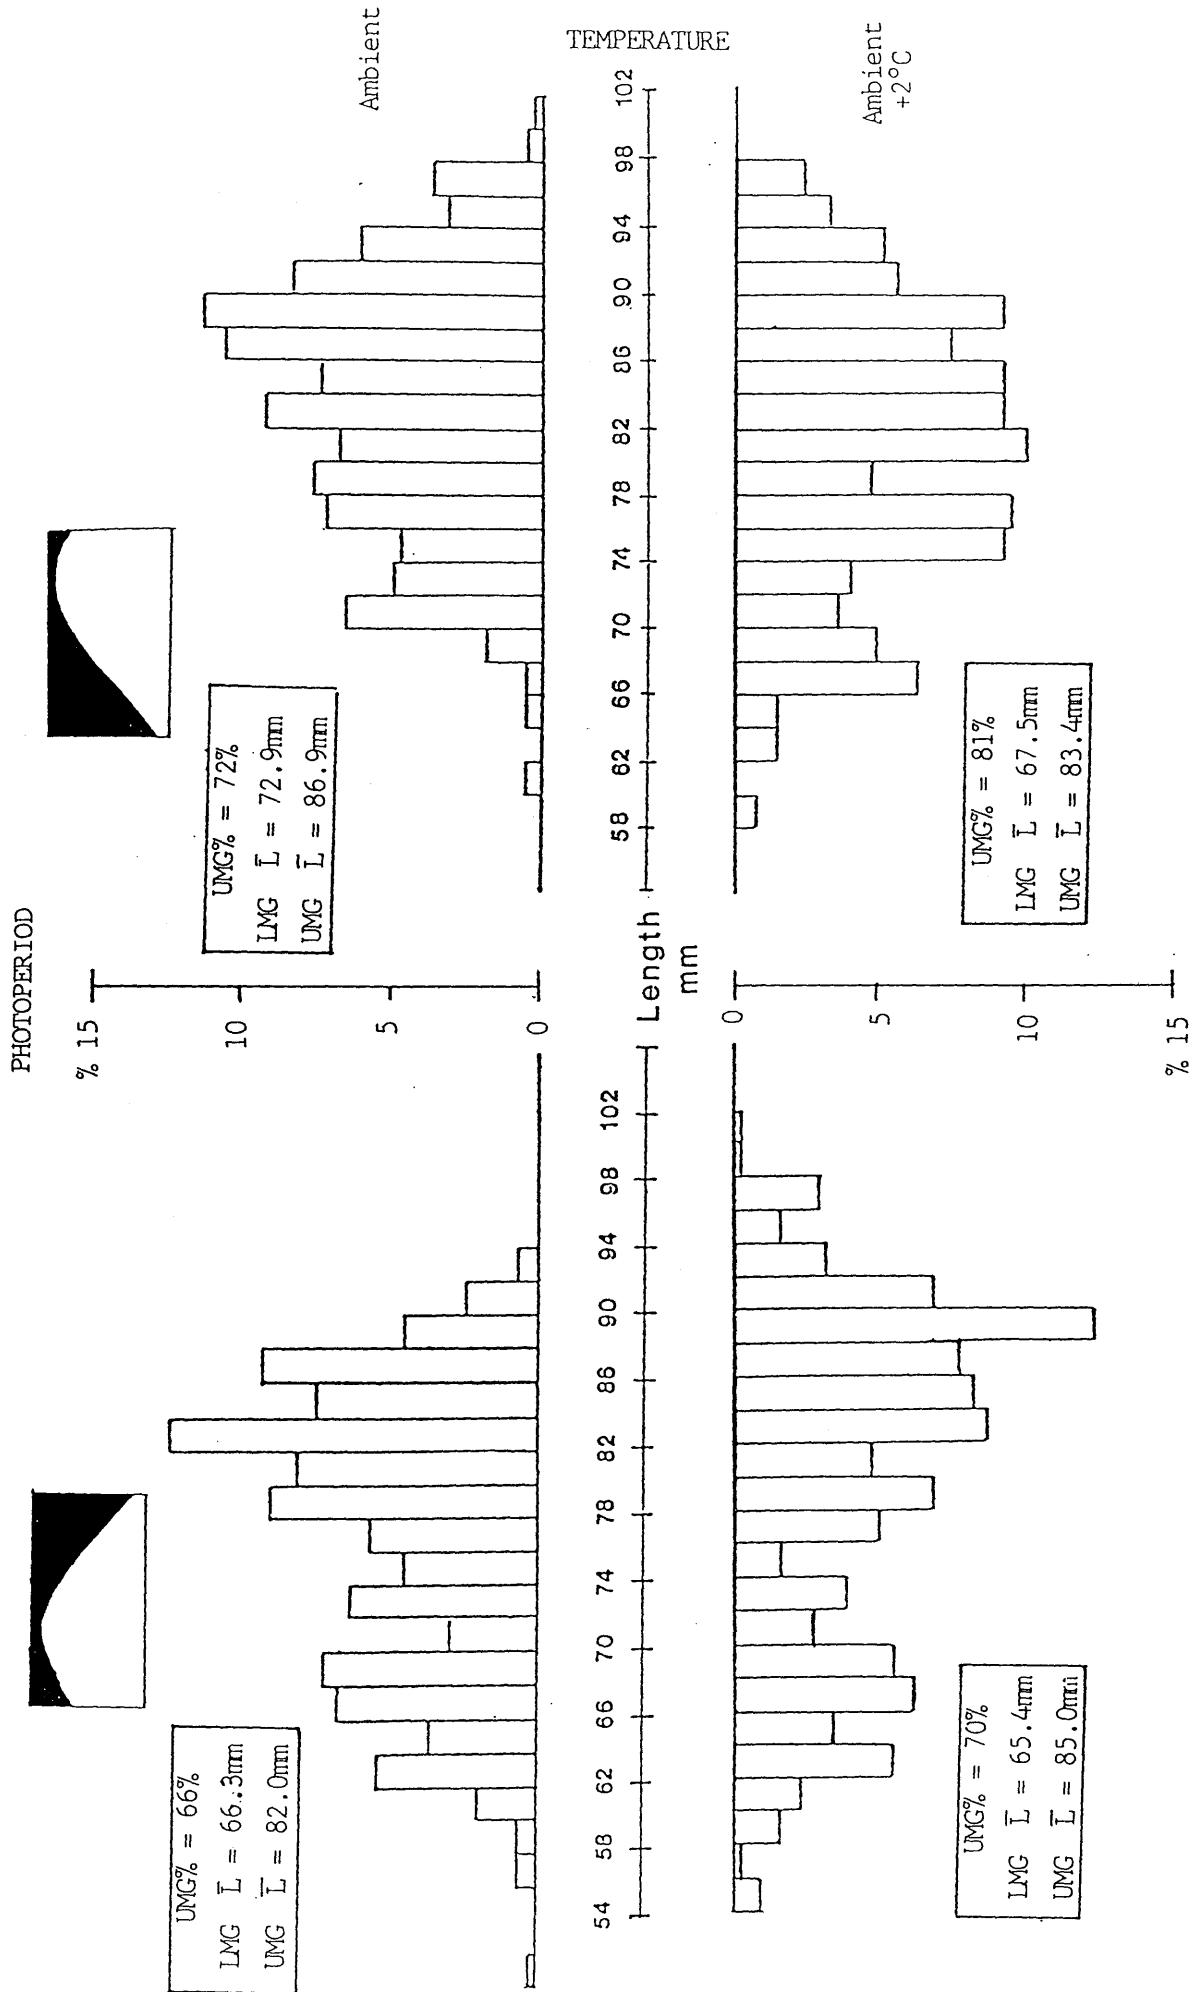 PHOTOPERIOD
TEMPERATURE
Ambient
Ambient
+2°C
UMG% = 66%
LMG L̅ = 66.3mm
UMG L̅ = 82.0mm
UMG% = 72%
LMG L̅ = 72.9mm
UMG L̅ = 86.9mm
% 15
10
5
0
54 58 62 66 70 74 78 82 86 90 94 98 102
Length
mm
58 62 66 70 74 78 82 86 90 94 98 102
0
5
10
% 15
UMG% = 70%
LMG L̅ = 65.4mm
UMG L̅ = 85.0mm
UMG% = 81%
LMG L̅ = 67.5mm
UMG L̅ = 83.4mm